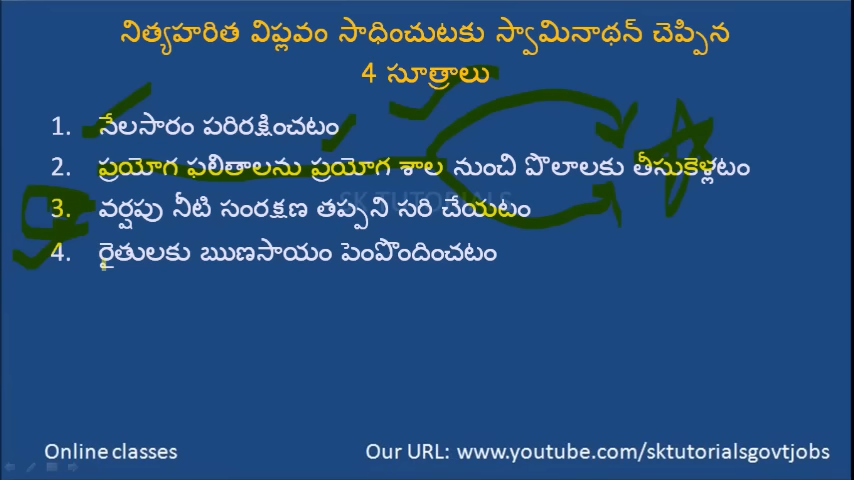 నిత్యహరిత విప్లవం సాధించుటకు స్వామినాథన్ చెప్పిన
4 సూత్రాలు
1. నేలసారం పరిరక్షించటం
2. ప్రయోగ ఫలితాలను ప్రయోగ శాల నుంచి పొలాలకు తీసుకెళ్లటం
SK TUTORIALS
3. వర్షపు నీటి సంరక్షణ తప్పని సరి చేయటం
4. రైతులకు ఋణసాయం పెంపొందించటం
Online classes
Our URL: www.youtube.com/sktutorialsgovtjobs